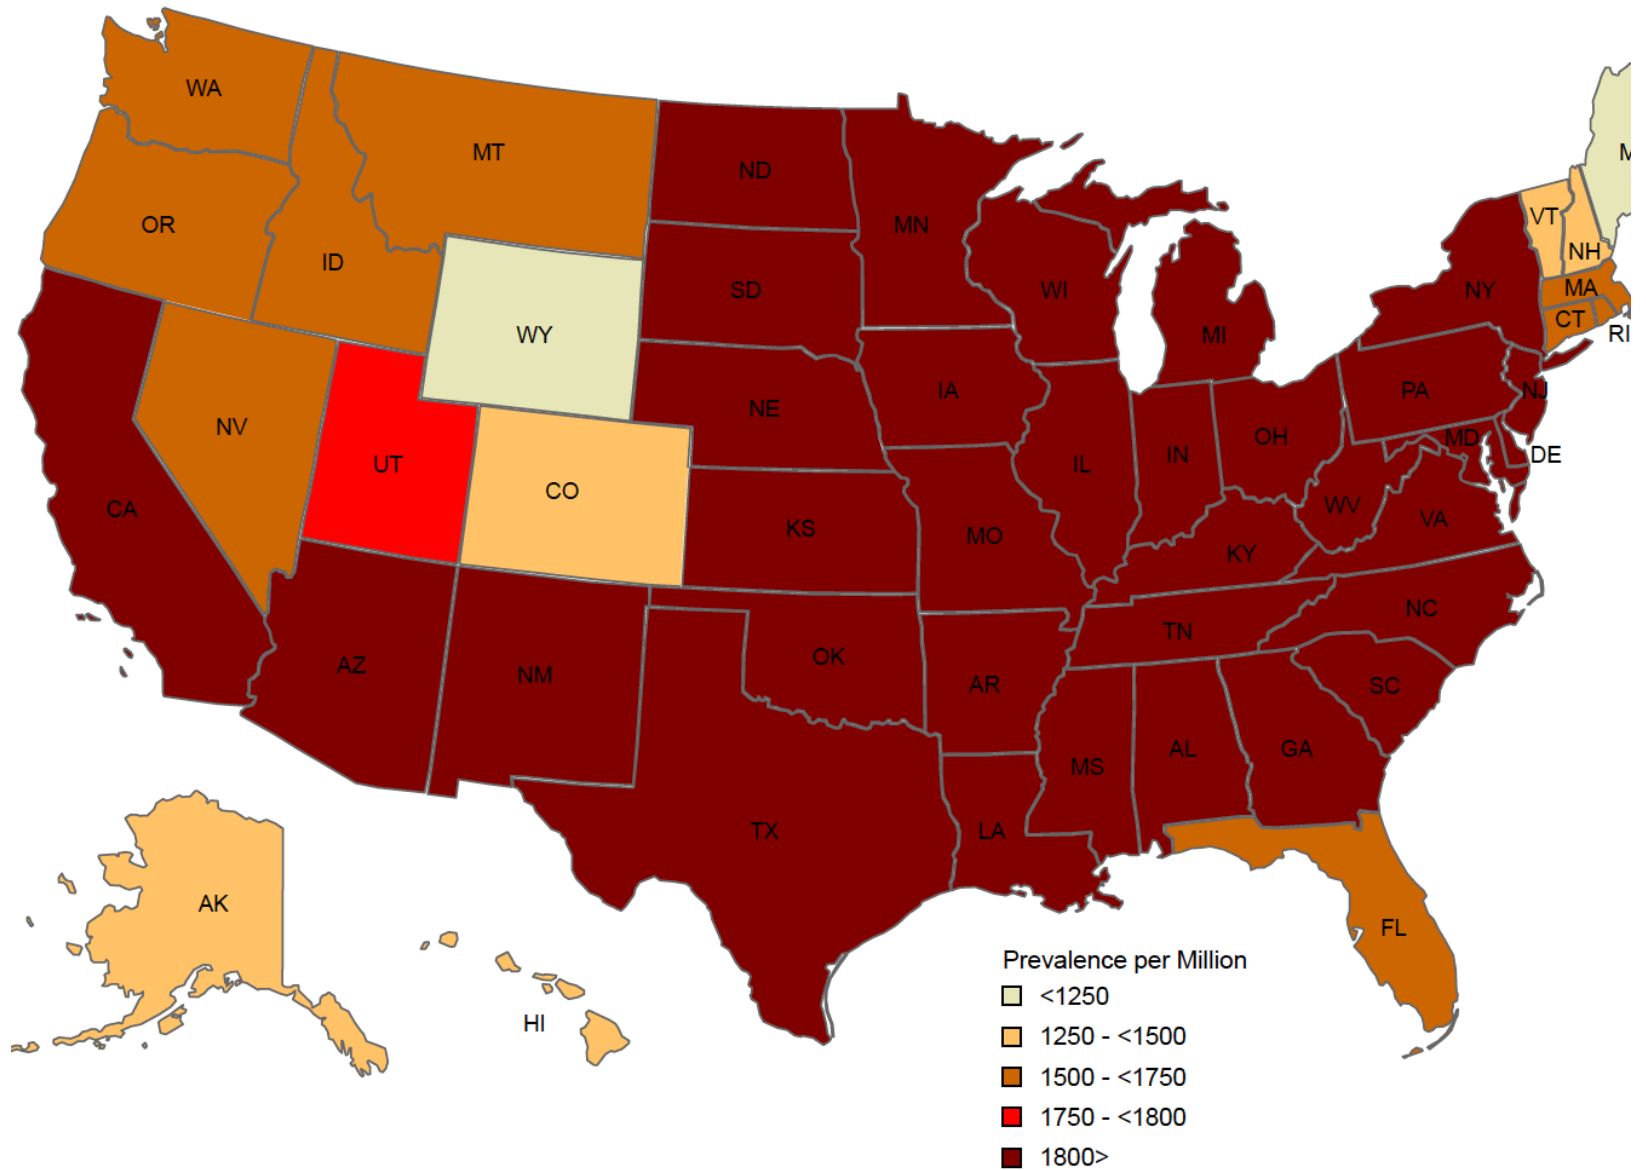 WA
MT
ND
MN
OR
ID
SD
WI
MI
NY
VT
NH
M
MA
CT
RI
WY
NE
IA
PA
NJ
NV
UT
CO
IL
IN
OH
MD
DE
CA
KS
MO
WV
VA
KY
NC
AZ
NM
OK
AR
TN
SC
TX
LA
MS
AL
GA
AK
HI
FL
Prevalence per Million
<1250
1250 - <1500
1500 - <1750
1750 - <1800
1800>